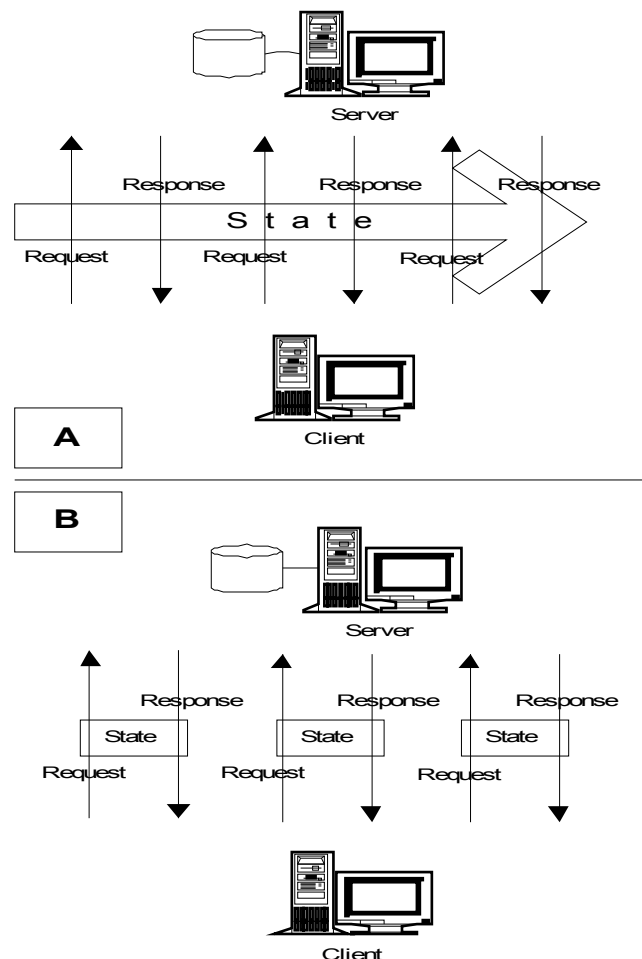 Server
Response Response Response
S t a t e
Request Request Request
Client
A
B
Server
Response Response Response
State State State
Request Request Request
Client